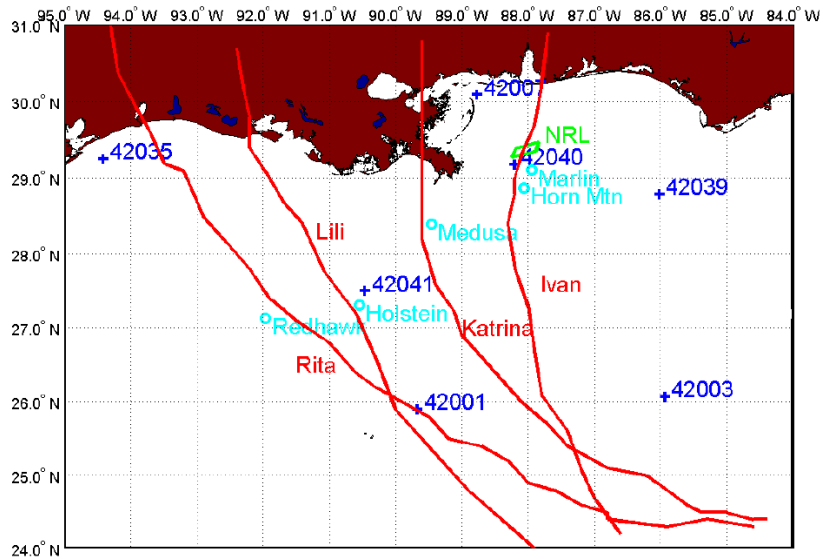 95.0° W 94.0° W 93.0° W 92.0° W 91.0° W 90.0° W 89.0° W 88.0° W 87.0° W 86.0° W 85.0° W 84.0° W
31.0° N
30.0° N
29.0° N
28.0° N
27.0° N
26.0° N
25.0° N
24.0° N
42007
NRL
42035
42040
Marlin
42039
Horn Mtn
Lili
Medusa
42041
Ivan
Holstein
Redhawk
Katrina
Rita
42003
42001